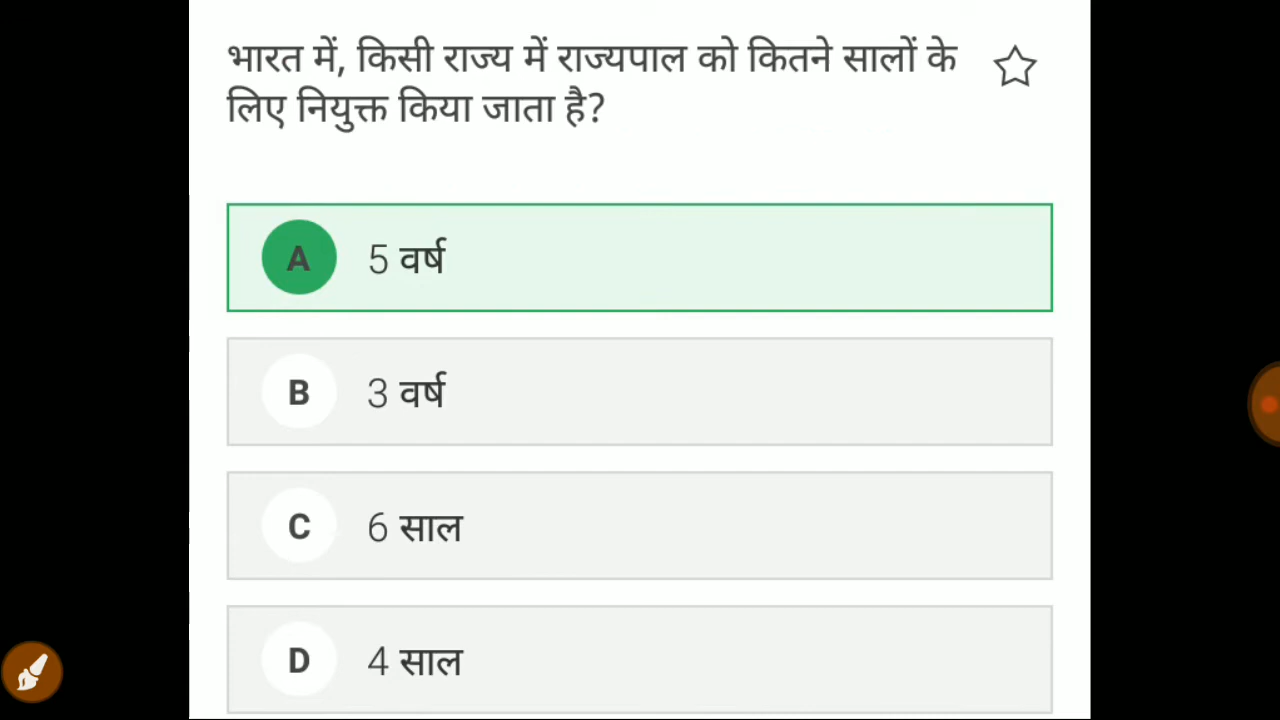 भारत में, किसी राज्य में राज्यपाल को कितने सालों के
लिए नियुक्त किया जाता है?
A 5 वर्ष
B 3 वर्ष
C 6 साल
D 4 साल